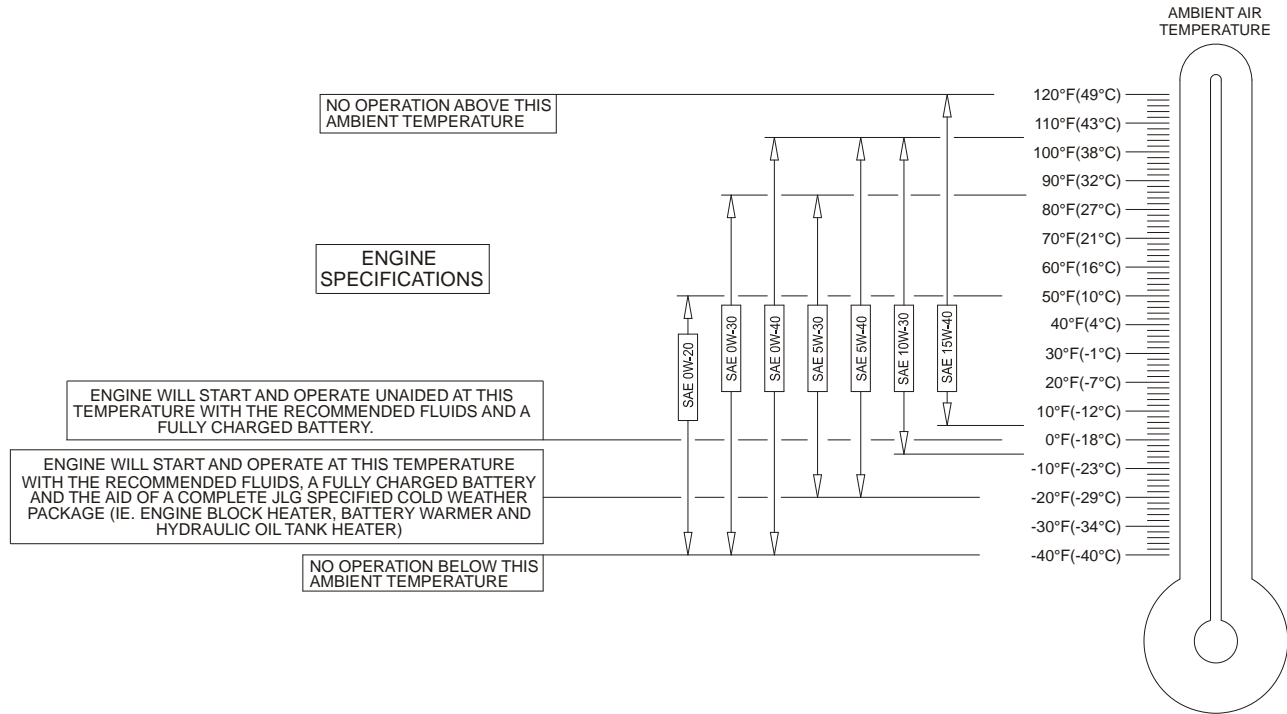 AMBIENT AIR
TEMPERATURE
NO OPERATION ABOVE THIS
AMBIENT TEMPERATURE
120°F(49°C)
110°F(43°C)
100°F(38°C)
90°F(32°C)
80°F(27°C)
70°F(21°C)
60°F(16°C)
50°F(10°C)
40°F(4°C)
30°F(-1°C)
20°F(-7°C)
10°F(-12°C)
0°F(-18°C)
-10°F(-23°C)
-20°F(-29°C)
-30°F(-34°C)
-40°F(-40°C)
ENGINE
SPECIFICATIONS
SAE 0W-20
SAE 0W-30
SAE 0W-40
SAE 5W-30
SAE 5W-40
SAE 10W-30
SAE 15W-40
ENGINE WILL START AND OPERATE UNAIDED AT THIS
TEMPERATURE WITH THE RECOMMENDED FLUIDS AND A
FULLY CHARGED BATTERY.
ENGINE WILL START AND OPERATE AT THIS TEMPERATURE
WITH THE RECOMMENDED FLUIDS, A FULLY CHARGED BATTERY
AND THE AID OF A COMPLETE JLG SPECIFIED COLD WEATHER
PACKAGE (IE. ENGINE BLOCK HEATER, BATTERY WARMER AND
HYDRAULIC OIL TANK HEATER)
NO OPERATION BELOW THIS
AMBIENT TEMPERATURE